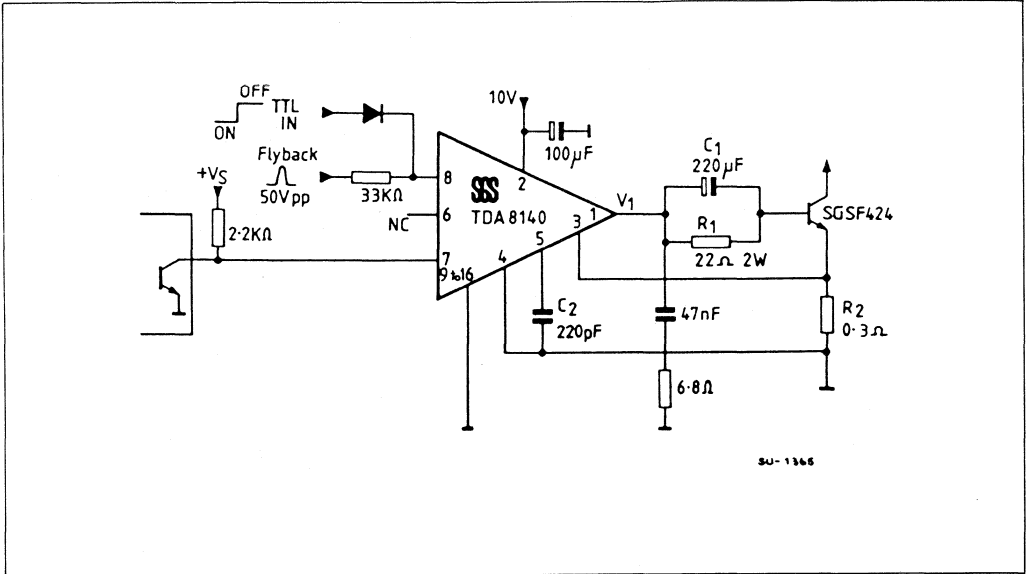 OFF
ON
TTL
IN
Flyback
50Vpp
33KΩ
+VS
2·2KΩ
NC
10V
100µF
SGS
TDA 8140
8
6
7
9 to 16
2
1
3
5
4
V1
C1
220µF
R1
22Ω 2W
SGSF424
C2
220pF
47nF
6·8Ω
R2
0·3Ω
SU-1366